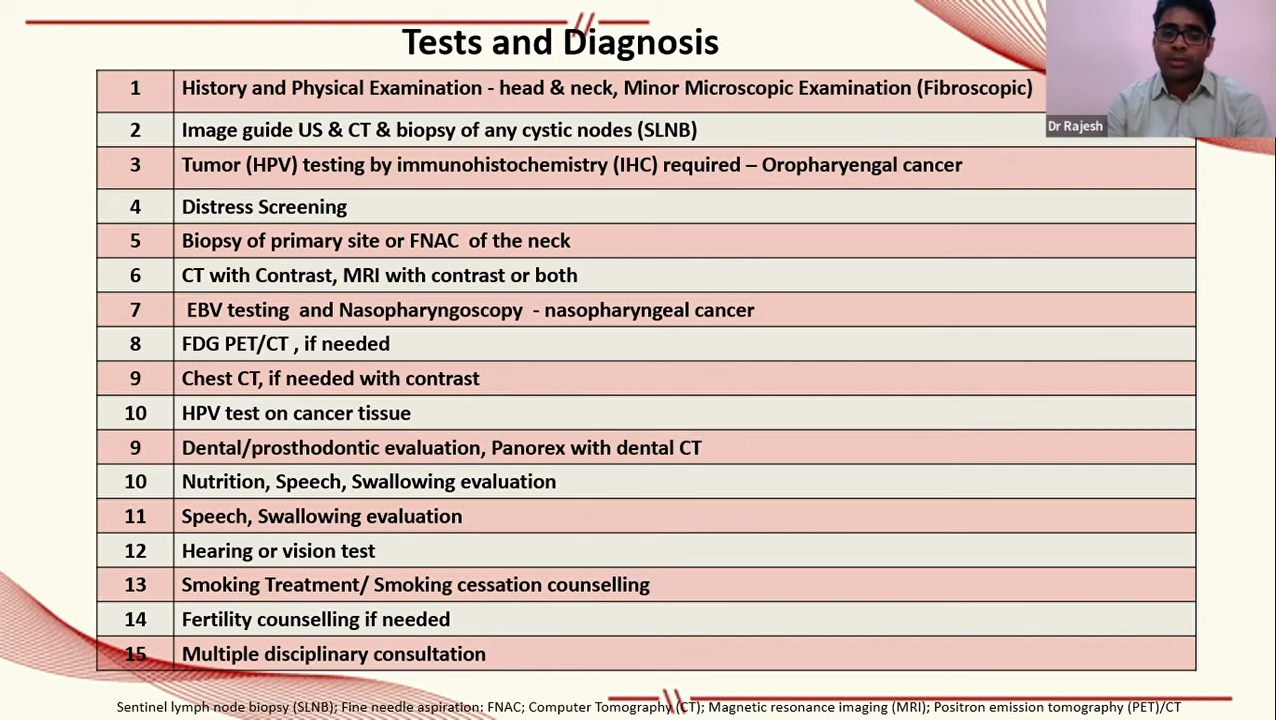 Tests and Diagnosis
1 History and Physical Examination - head & neck, Minor Microscopic Examination (Fibroscopic)
Dr Rajesh
2 Image guide US & CT & biopsy of any cystic nodes (SLNB)
3 Tumor (HPV) testing by immunohistochemistry (IHC) required – Oropharyengal cancer
4 Distress Screening
5 Biopsy of primary site or FNAC of the neck
6 CT with Contrast, MRI with contrast or both
7 EBV testing and Nasopharyngoscopy - nasopharyngeal cancer
8 FDG PET/CT , if needed
9 Chest CT, if needed with contrast
10 HPV test on cancer tissue
9 Dental/prosthodontic evaluation, Panorex with dental CT
10 Nutrition, Speech, Swallowing evaluation
11 Speech, Swallowing evaluation
12 Hearing or vision test
13 Smoking Treatment/ Smoking cessation counselling
14 Fertility counselling if needed
15 Multiple disciplinary consultation
Sentinel lymph node biopsy (SLNB); Fine needle aspiration: FNAC; Computer Tomography (CT); Magnetic resonance imaging (MRI); Positron emission tomography (PET)/CT